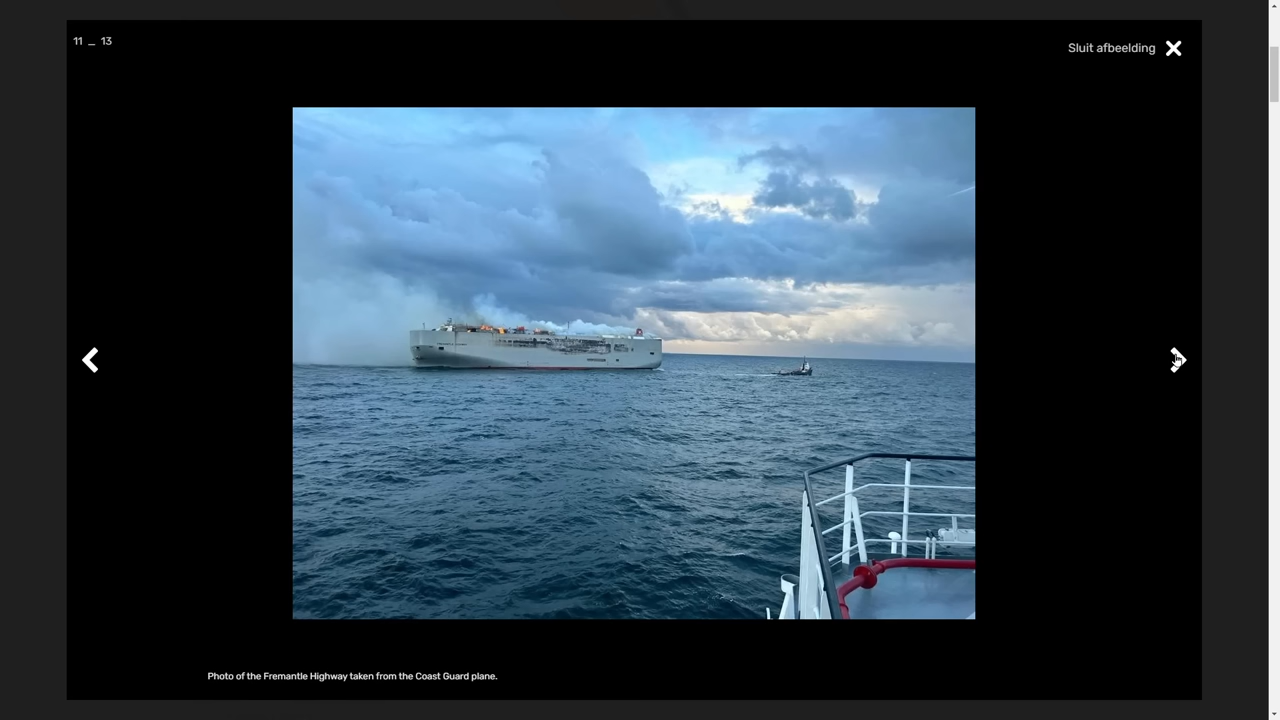 11 _ 13
Sluit afbeelding
Photo of the Fremantle Highway taken from the Coast Guard plane.